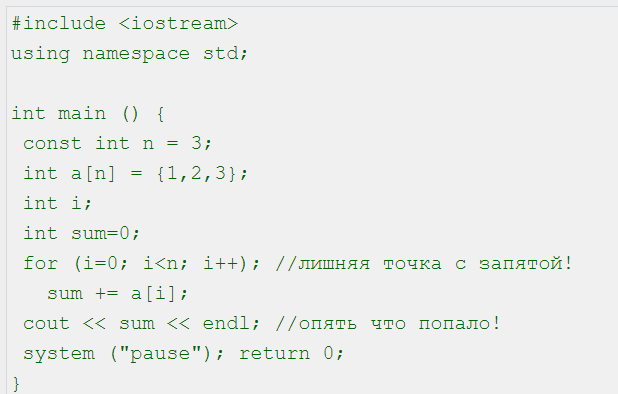 #include <iostream>
using namespace std;
int main () {
const int n = 3;
int a[n] = {1,2,3};
int i;
int sum=0;
for (i=0; i<n; i++); //лишняя точка с запятой!
sum += a[i];
cout << sum << endl; //опять что попало!
system ("pause"); return 0;
}